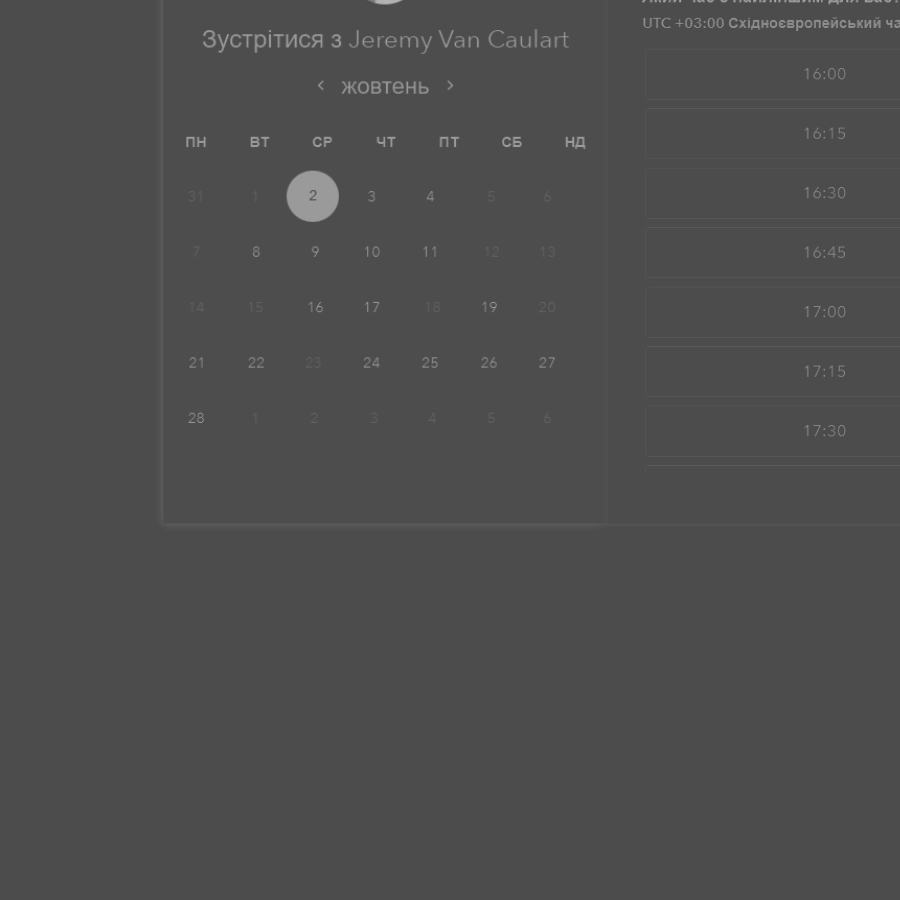 Зустрітися з Jeremy Van Caulart
жовтень
ПН ВТ СР ЧТ ПТ СБ НД
31 1 2 3 4 5 6
7 8 9 10 11 12 13
14 15 16 17 18 19 20
21 22 23 24 25 26 27
28 1 2 3 4 5 6
UTC +03:00 Східноєвропейський
16:00
16:15
16:30
16:45
17:00
17:15
17:30